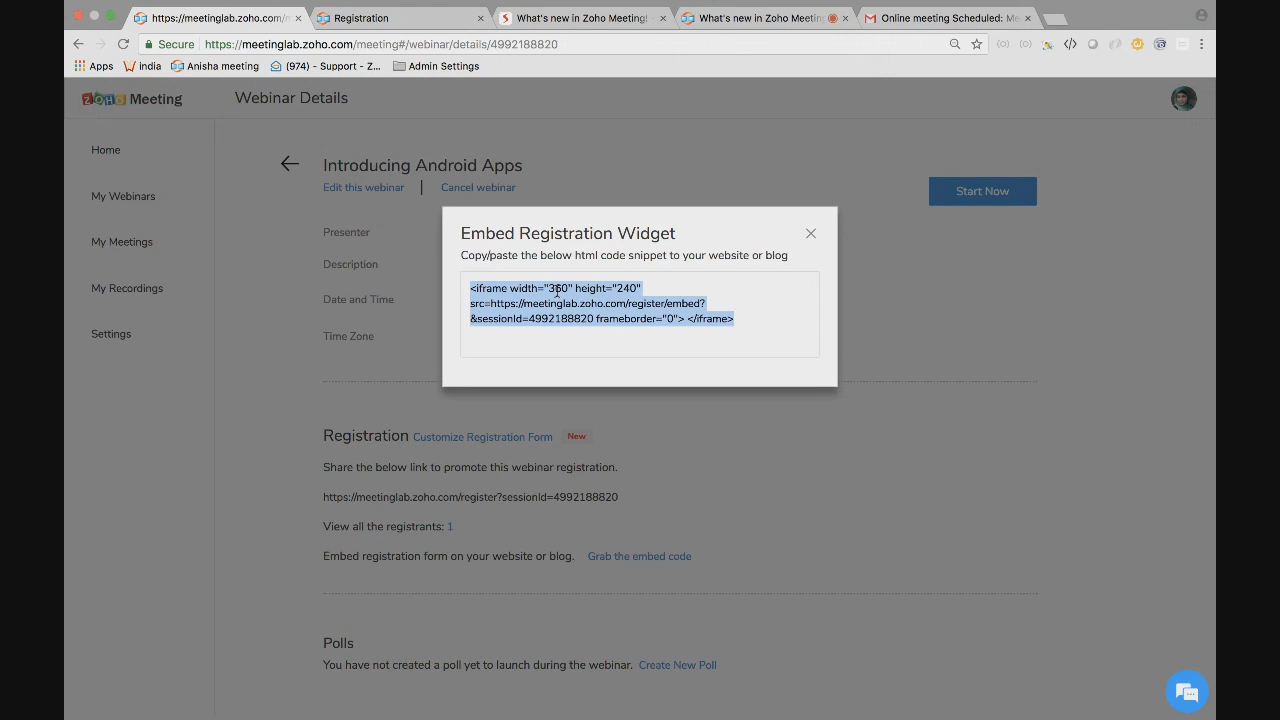 https://meetinglab.zoho.com/m
Registration
What's new in Zoho Meeting!
What's new in Zoho Meetin
Online meeting Scheduled: Me
Secure
https://meetinglab.zoho.com/meeting#/webinar/details/4992188820
Apps
india
Anisha meeting
(974) - Support - Z...
Admin Settings
ZOHO Meeting
Webinar Details
Home
My Webinars
My Meetings
My Recordings
Settings
Introducing Android Apps
Edit this webinar | Cancel webinar
Start Now
Presenter
Description
Date and Time
Time Zone
Embed Registration Widget
Copy/paste the below html code snippet to your website or blog
<iframe width="360" height="240"
src=https://meetinglab.zoho.com/register/embed?
&sessionId=4992188820 frameborder="0"> </iframe>
Registration Customize Registration Form New
Share the below link to promote this webinar registration.
https://meetinglab.zoho.com/register?sessionId=4992188820
View all the registrants: 1
Embed registration form on your website or blog. Grab the embed code
Polls
You have not created a poll yet to launch during the webinar. Create New Poll